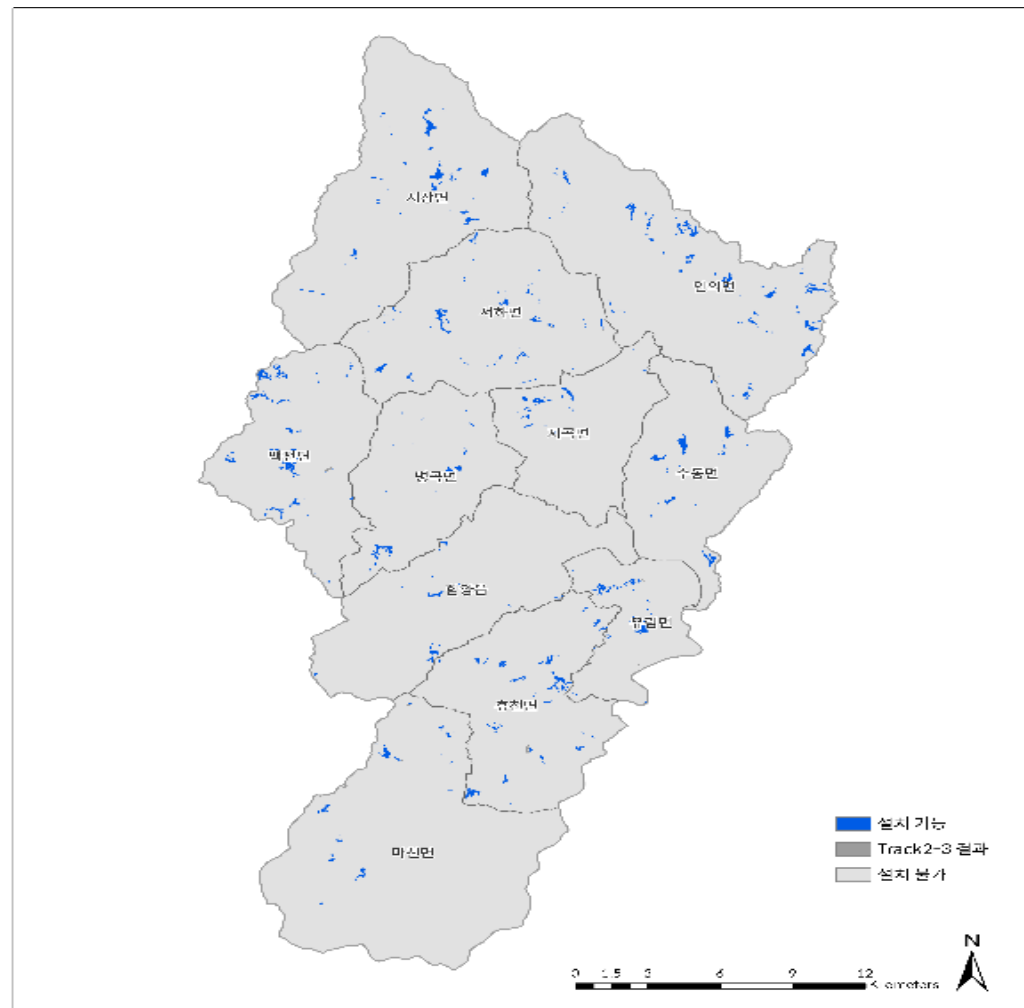 서상면
안의면
서하면
지곡면
백전면
병곡면
수동면
함양읍
유림면
휴천면
마천면
설치 가능
Track2-3 결과
설치 불가
N
0 1.5 3 6 9 12
Kilometers